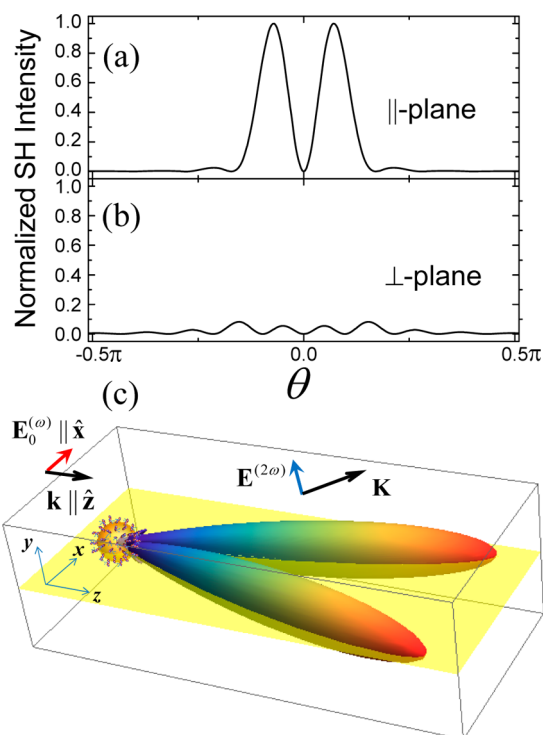 1.0
0.8
0.6
0.4
0.2
0.0
(a)
||-plane
Normalized SH Intensity
1.0
0.8
0.6
0.4
0.2
0.0
(b)
⊥-plane
-0.5π 0.0 0.5π
θ
(c)
E₀^(ω) || x̂
k || ẑ
E^(2ω)
K
y
x
z